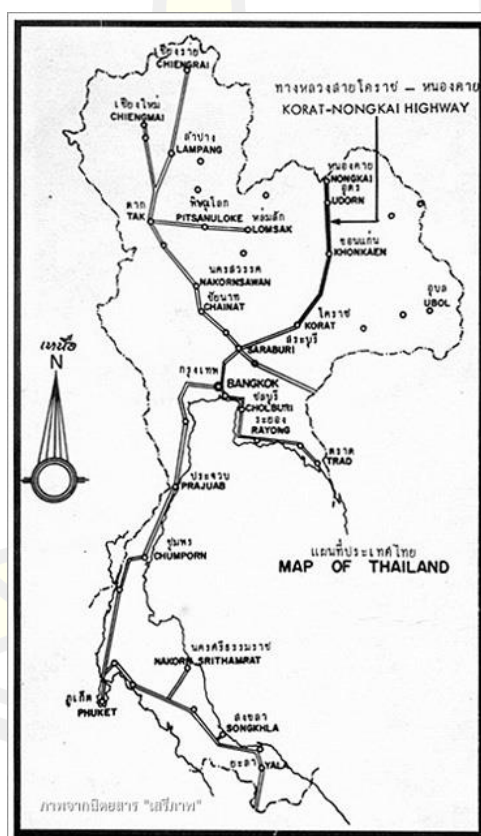 เชียงราย
CHIENGRAI
ทางหลวงสายโคราช – หนองคาย
KORAT-NONGKAI HIGHWAY
เชียงใหม่
CHIENGMAI
ลำปาง
LAMPANG
หนองคาย
NONGKAI
อุดร
UDORN
ตาก
TAK
พิษณุโลก
PITSANULOKE
หล่มสัก
LOMSAK
ขอนแก่น
KHONKAEN
นครสวรรค
NAKORNSAWAN
ชัยนาท
CHAINAT
โคราช
KORAT
อุบล
UBOL
สระบุรี
SARABURI
เหนือ
N
กรุงเทพ
BANGKOK
ชลบุรี
CHOLBURI
ระยอง
RAYONG
ตราด
TRAD
ประจวบ
PRAJUAB
ชุมพร
CHUMPORN
แผนที่ประเทศไทย
MAP OF THAILAND
นครศรีธรรมราช
NAKORN SRITHAMRAT
ภูเก็ต
PHUKET
สงขลา
SONGKHLA
ยะลา
YALA
ภาพจากนิตยสาร "เสรีภาพ"